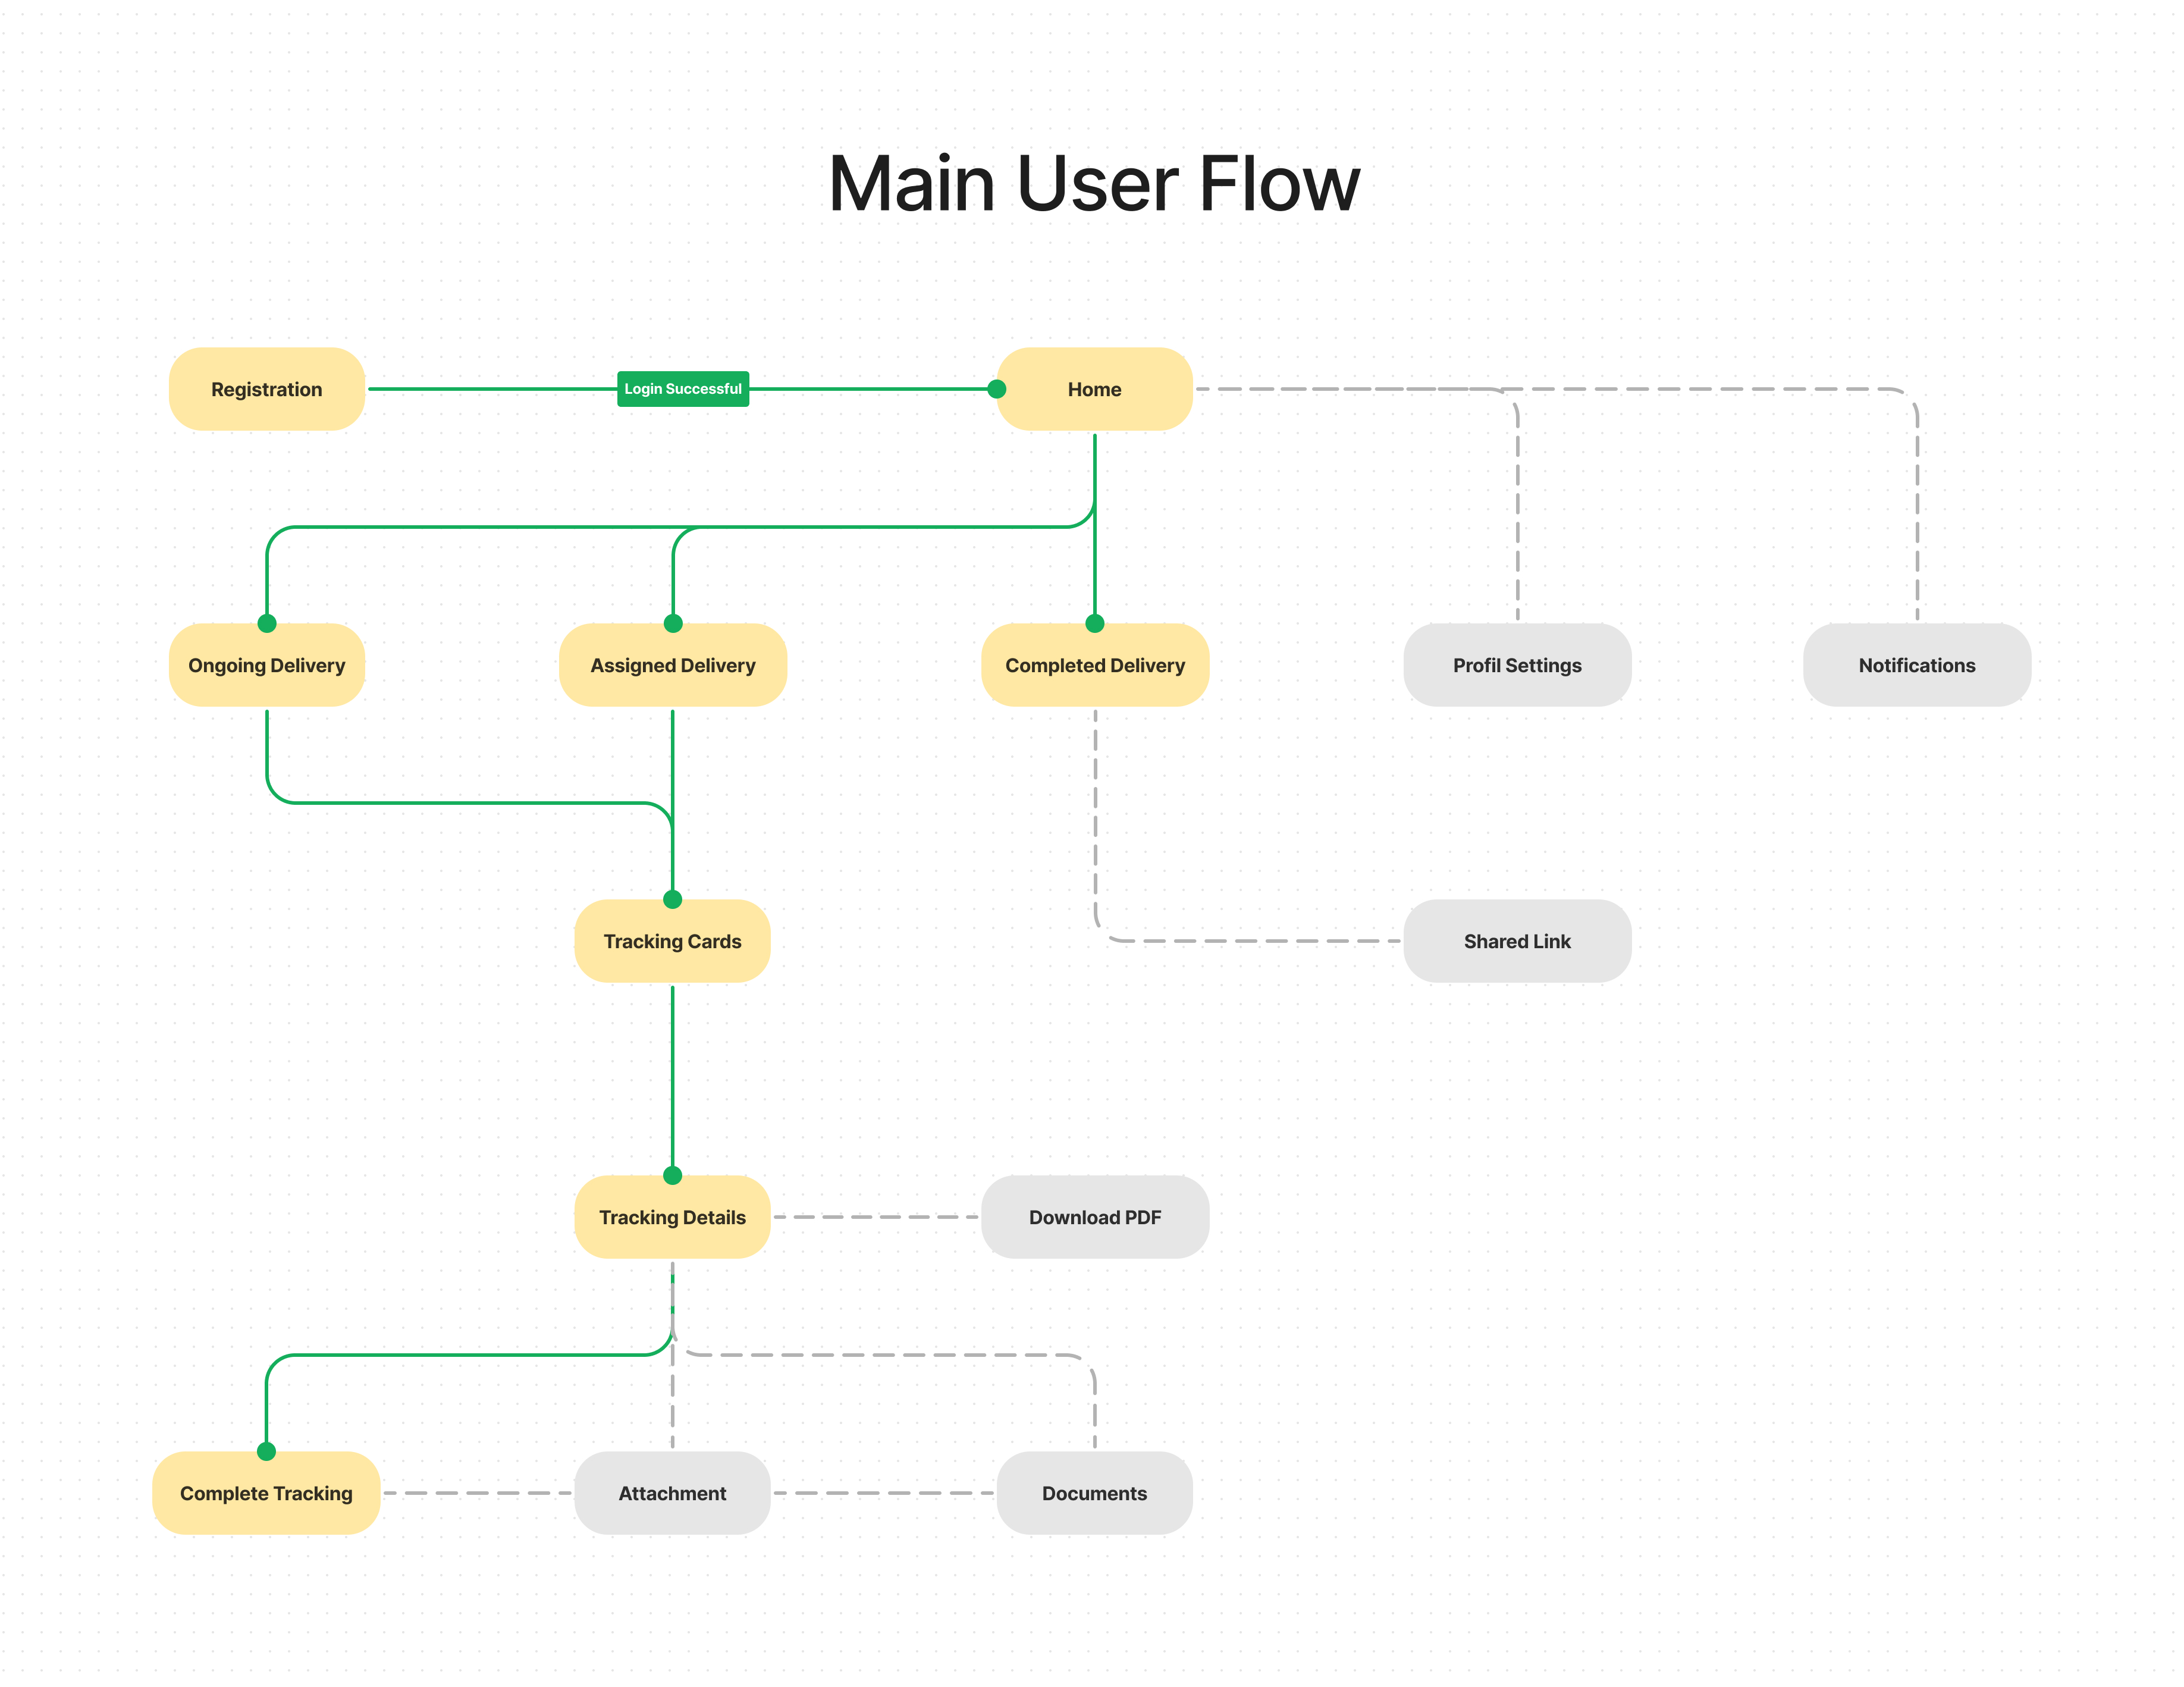 Main User Flow
Registration
Login Successful
Home
Ongoing Delivery
Assigned Delivery
Completed Delivery
Profil Settings
Notifications
Tracking Cards
Shared Link
Tracking Details
Download PDF
Complete Tracking
Attachment
Documents